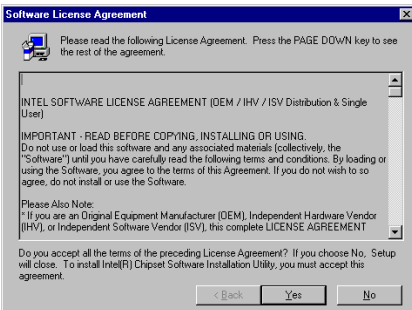 Software License Agreement
Please read the following License Agreement. Press the PAGE DOWN key to see
the rest of the agreement.
INTEL SOFTWARE LICENSE AGREEMENT (OEM / IHV / ISV Distribution & Single
User)
IMPORTANT - READ BEFORE COPYING, INSTALLING OR USING.
Do not use or load this software and any associated materials (collectively, the
"Software") until you have carefully read the following terms and conditions. By loading or
using the Software, you agree to the terms of this Agreement. If you do not wish to so
agree, do not install or use the Software.
Please Also Note:
* If you are an Original Equipment Manufacturer (OEM), Independent Hardware Vendor
(IHV), or Independent Software Vendor (ISV), this complete LICENSE AGREEMENT
Do you accept all the terms of the preceding License Agreement? If you choose No, Setup
will close. To install Intel(R) Chipset Software Installation Utility, you must accept this
agreement.
< Back Yes No